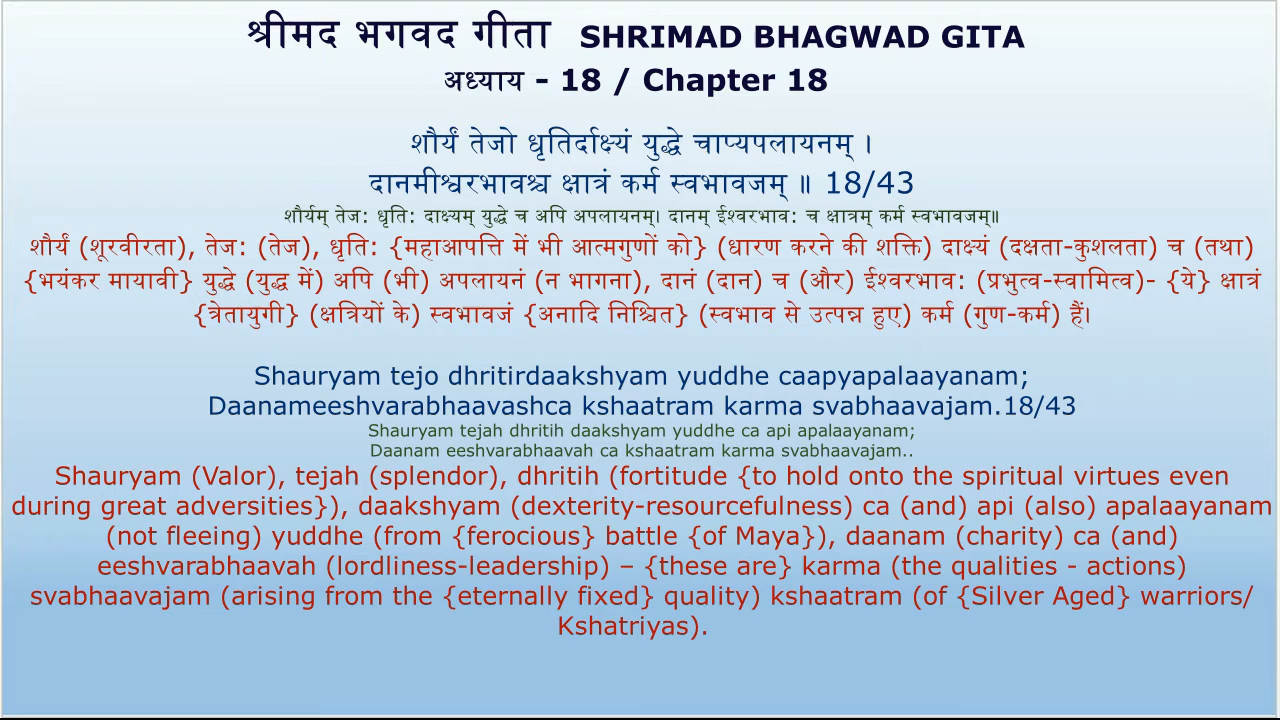 श्रीमद भगवद गीता SHRIMAD BHAGWAD GITA
अध्याय - 18 / Chapter 18
शौर्यं तेजो धृतिर्दाक्ष्यं युद्धे चाप्यपलायनम् ।
दानमीश्वरभावश्च क्षात्रं कर्म स्वभावजम् ॥ 18/43
शौर्यम् तेज: धृति: दाक्ष्यम् युद्धे च अपि अपलायनम्। दानम् ईश्वरभाव: च क्षात्रम् कर्म स्वभावजम्॥
शौर्यं (शूरवीरता), तेज: (तेज), धृति: {महाआपत्ति में भी आत्मगुणों को} (धारण करने की शक्ति) दाक्ष्यं (दक्षता-कुशलता) च (तथा)
{भयंकर मायावी} युद्धे (युद्ध में) अपि (भी) अपलायनं (न भागना), दानं (दान) च (और) ईश्वरभाव: (प्रभुत्व-स्वामित्व)- {ये} क्षात्रं
{त्रेतायुगी} (क्षत्रियों के) स्वभावजं {अनादि निश्चित} (स्वभाव से उत्पन्न हुए) कर्म (गुण-कर्म) हैं।
Shauryam tejo dhritirdaakshyam yuddhe caapyapalaayanam;
Daanameeshvarabhaavashca kshaatram karma svabhaavajam.18/43
Shauryam tejah dhritih daakshyam yuddhe ca api apalaayanam;
Daanam eeshvarabhaavah ca kshaatram karma svabhaavajam..
Shauryam (Valor), tejah (splendor), dhritih (fortitude {to hold onto the spiritual virtues even
during great adversities}), daakshyam (dexterity-resourcefulness) ca (and) api (also) apalaayanam
(not fleeing) yuddhe (from {ferocious} battle {of Maya}), daanam (charity) ca (and)
eeshvarabhaavah (lordliness-leadership) – {these are} karma (the qualities - actions)
svabhaavajam (arising from the {eternally fixed} quality) kshaatram (of {Silver Aged} warriors/
Kshatriyas).